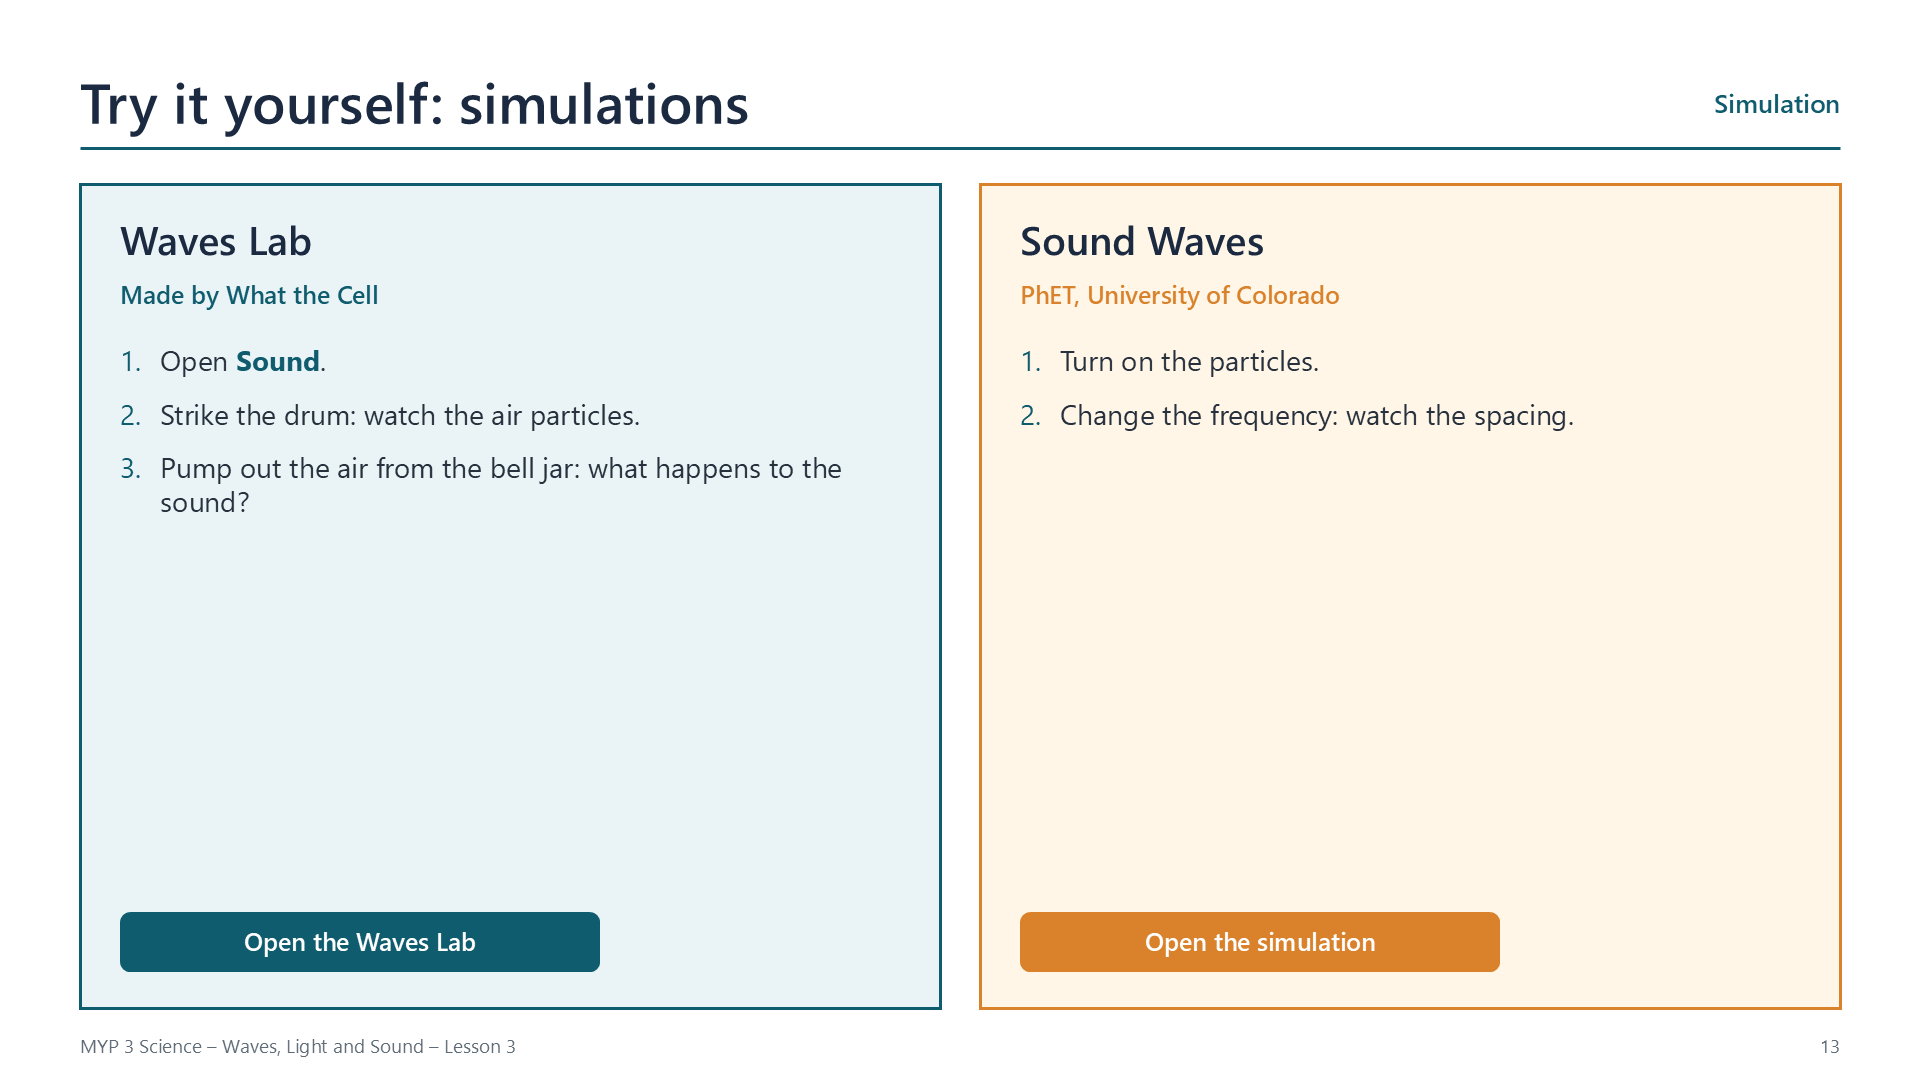 Try it yourself: simulations
Simulation
Waves Lab
Made by What the Cell
1. Open Sound.
2. Strike the drum: watch the air particles.
3. Pump out the air from the bell jar: what happens to the
sound?
Open the Waves Lab
Sound Waves
PhET, University of Colorado
1. Turn on the particles.
2. Change the frequency: watch the spacing.
Open the simulation
MYP 3 Science – Waves, Light and Sound – Lesson 3
13